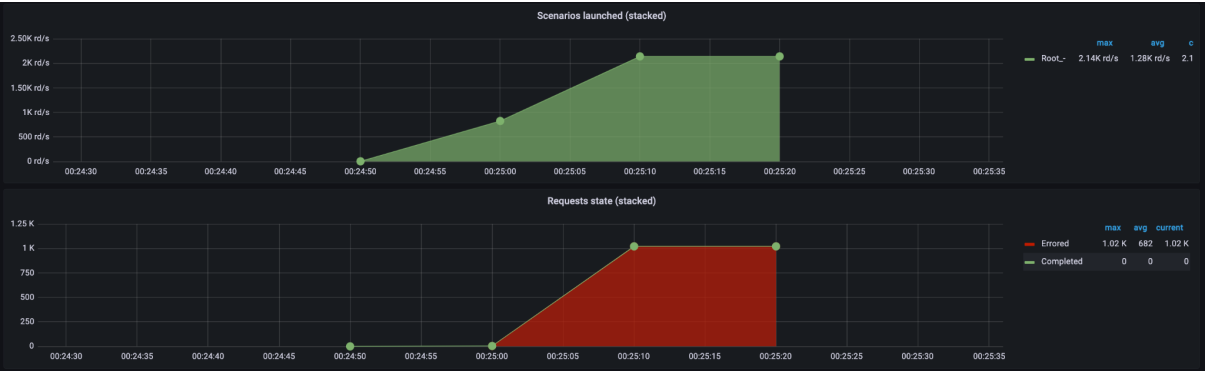 Scenarios launched (stacked)
2.50K rd/s
2K rd/s
1.50K rd/s
1K rd/s
500 rd/s
0 rd/s
00:24:30 00:24:35 00:24:40 00:24:45 00:24:50 00:24:55 00:25:00 00:25:05 00:25:10 00:25:15 00:25:20 00:25:25 00:25:30 00:25:35
max avg c
Root_- 2.14K rd/s 1.28K rd/s 2.1
Requests state (stacked)
1.25 K
1 K
750
500
250
0
00:24:30 00:24:35 00:24:40 00:24:45 00:24:50 00:24:55 00:25:00 00:25:05 00:25:10 00:25:15 00:25:20 00:25:25 00:25:30 00:25:35
max avg current
Errored 1.02 K 682 1.02 K
Completed 0 0 0